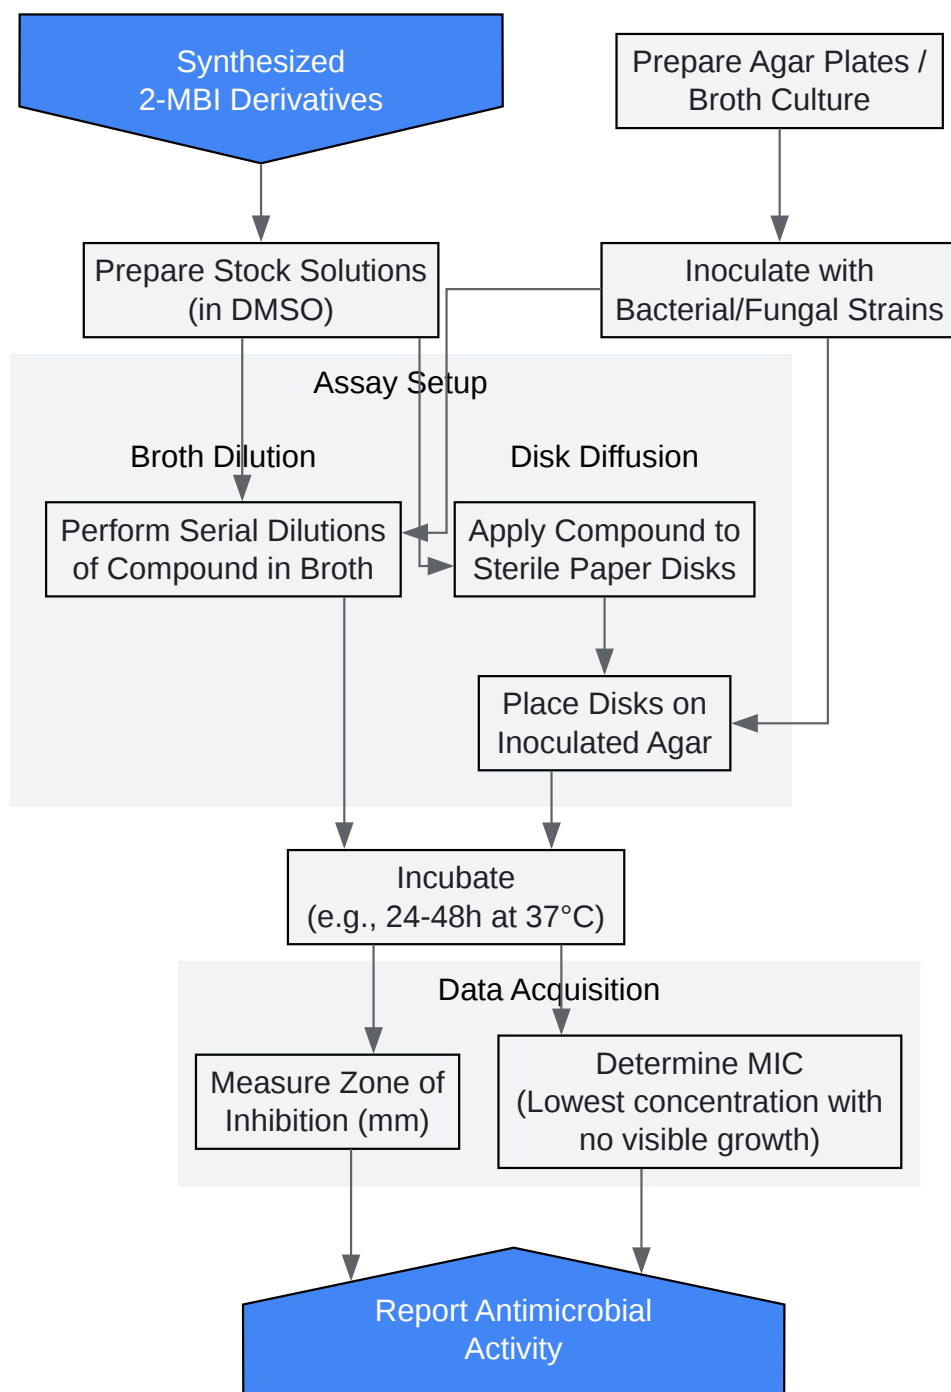 Synthesized
2-MBI Derivatives
Prepare Agar Plates /
Broth Culture
Prepare Stock Solutions
(in DMSO)
Inoculate with
Bacterial/Fungal Strains
Assay Setup
Broth Dilution
Disk Diffusion
Perform Serial Dilutions
of Compound in Broth
Apply Compound to
Sterile Paper Disks
Place Disks on
Inoculated Agar
Incubate
(e.g., 24-48h at 37°C)
Data Acquisition
Measure Zone of
Inhibition (mm)
Determine MIC
(Lowest concentration with
no visible growth)
Report Antimicrobial
Activity